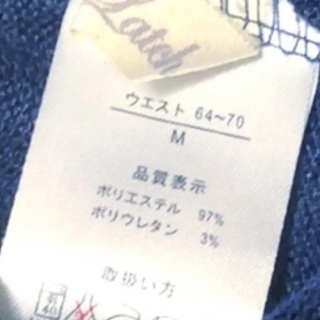 Latch
ウエスト 64~70
M
品質表示
ポリエステル 97%
ポリウレタン 3%
取扱い方